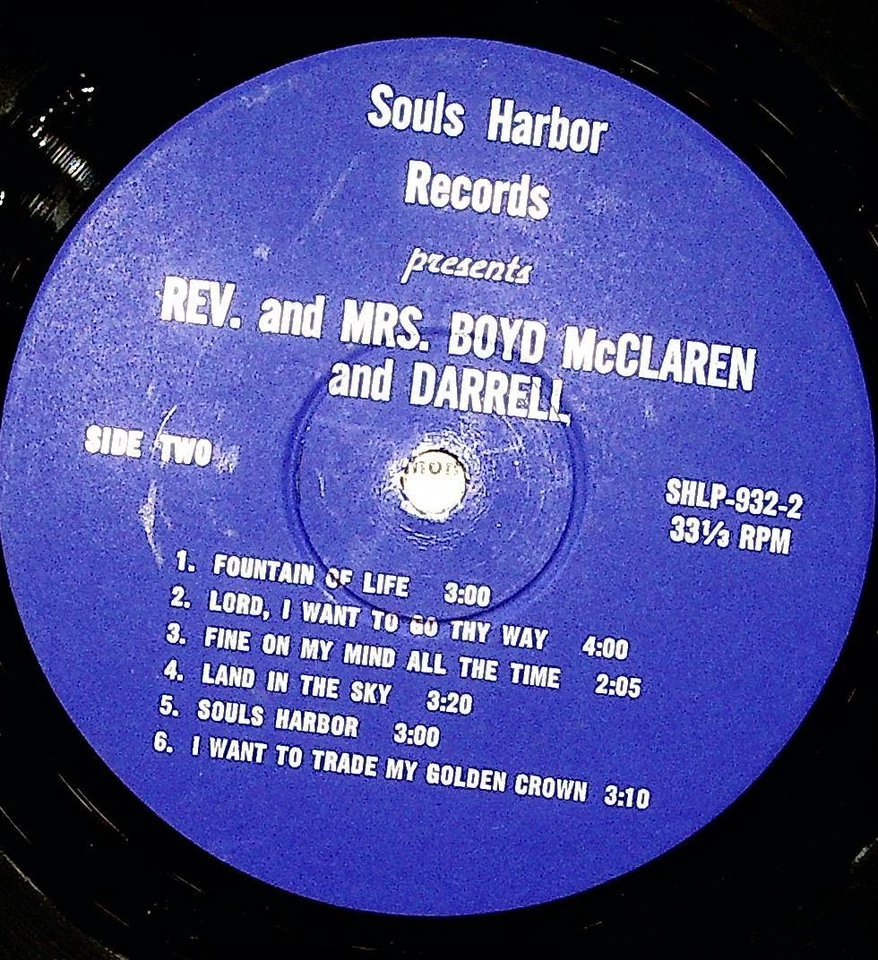 Souls Harbor
Records
presents
REV. and MRS. BOYD McCLAREN
and DARRELL
SIDE TWO
SHLP-932-2
33⅓ RPM
1. FOUNTAIN OF LIFE 3:00
2. LORD, I WANT TO GO THY WAY 4:00
3. FINE ON MY MIND ALL THE TIME 2:05
4. LAND IN THE SKY 3:20
5. SOULS HARBOR 3:00
6. I WANT TO TRADE MY GOLDEN CROWN 3:10